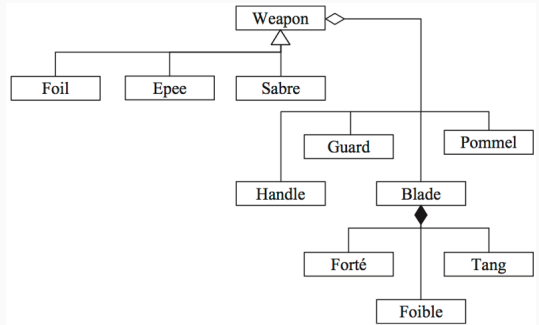 Weapon
Foil
Epee
Sabre
Guard
Pommel
Handle
Blade
Forté
Tang
Foible